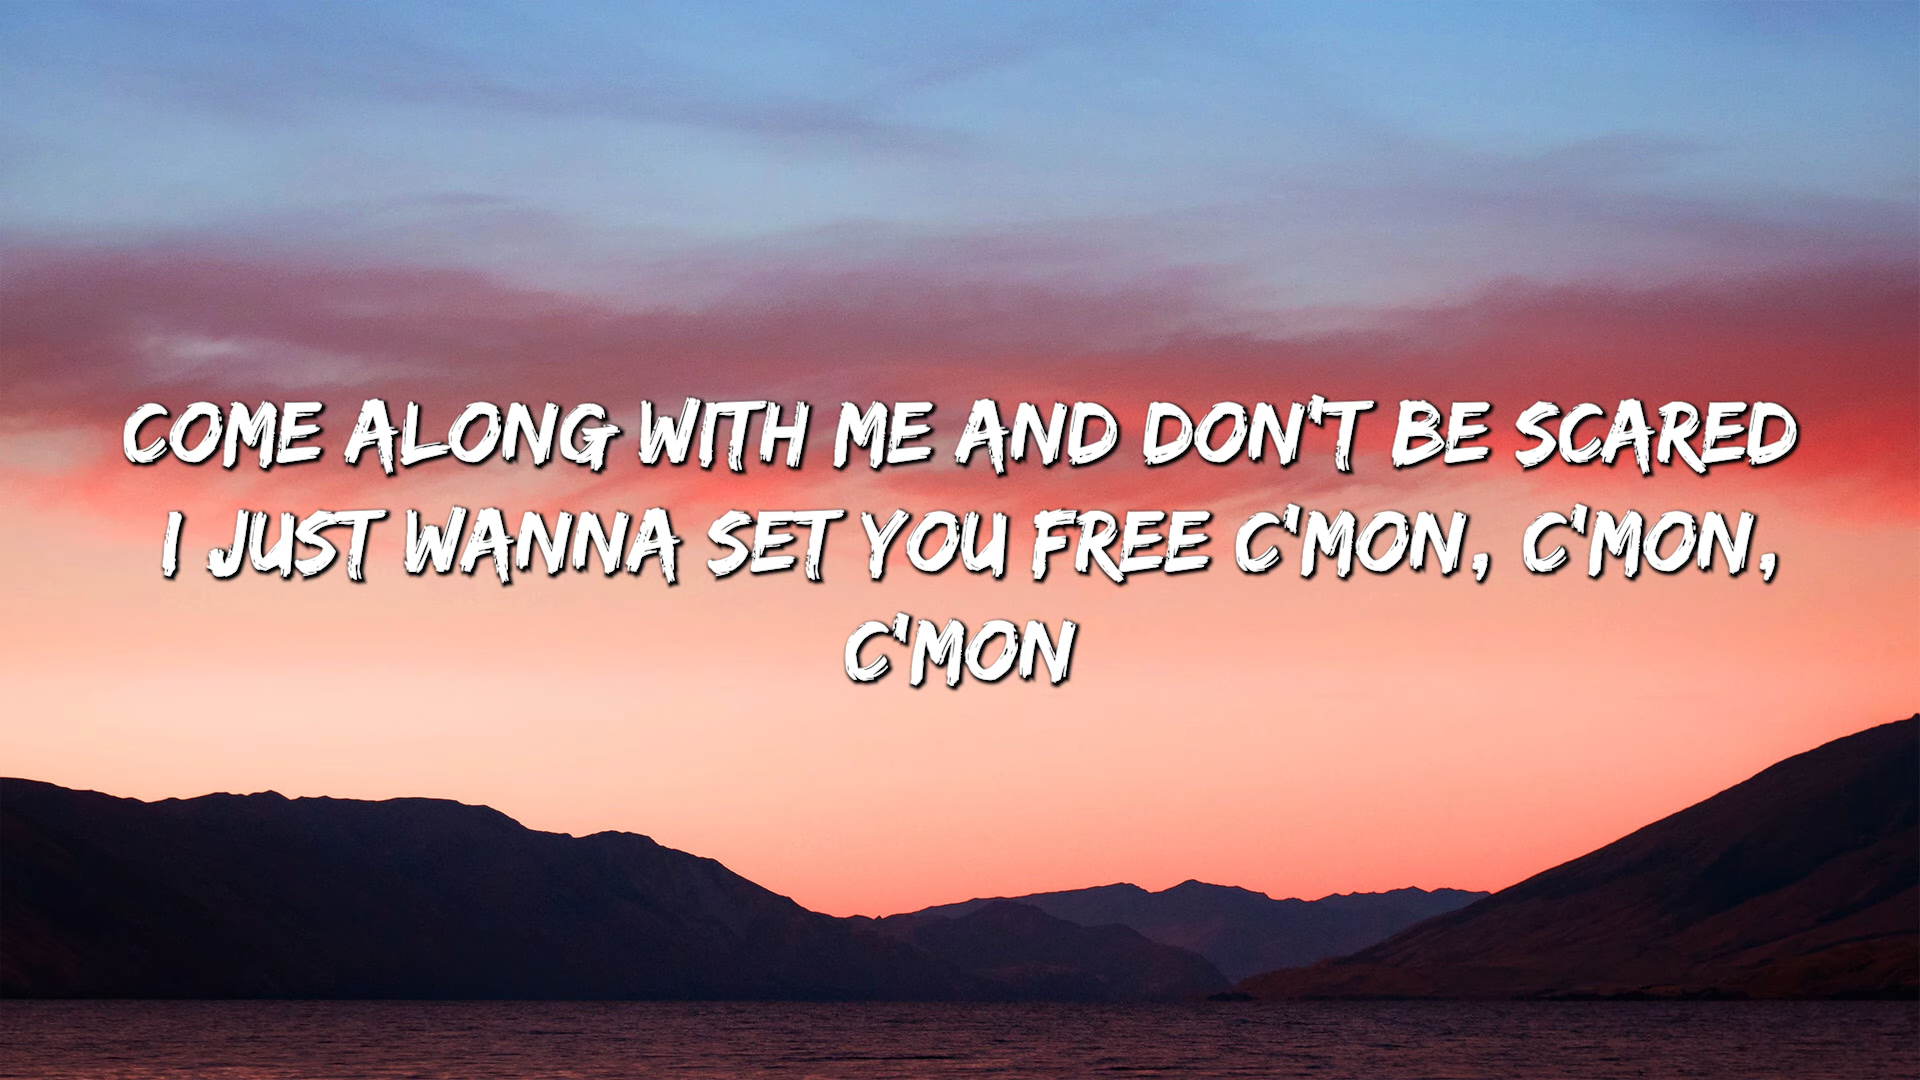 COME ALONG WITH ME AND DON'T BE SCARED
I JUST WANNA SET YOU FREE C'MON, C'MON,
C'MON